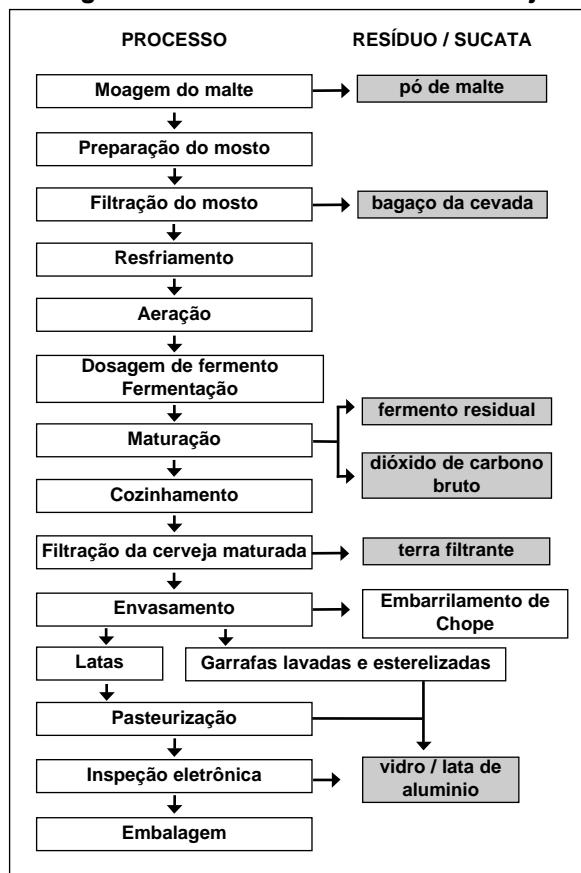 PROCESSO
RESÍDUO / SUCATA
Moagem do malte
pó de malte
Preparação do mosto
Filtração do mosto
bagaço da cevada
Resfriamento
Aeração
Dosagem de fermento
Fermentação
fermento residual
Maturação
dióxido de carbono
bruto
Cozinhamento
Filtração da cerveja maturada
terra filtrante
Envasamento
Embarrilamento de
Chope
Latas
Garrafas lavadas e esterelizadas
Pasteurização
Inspeção eletrônica
vidro / lata de
aluminio
Embalagem